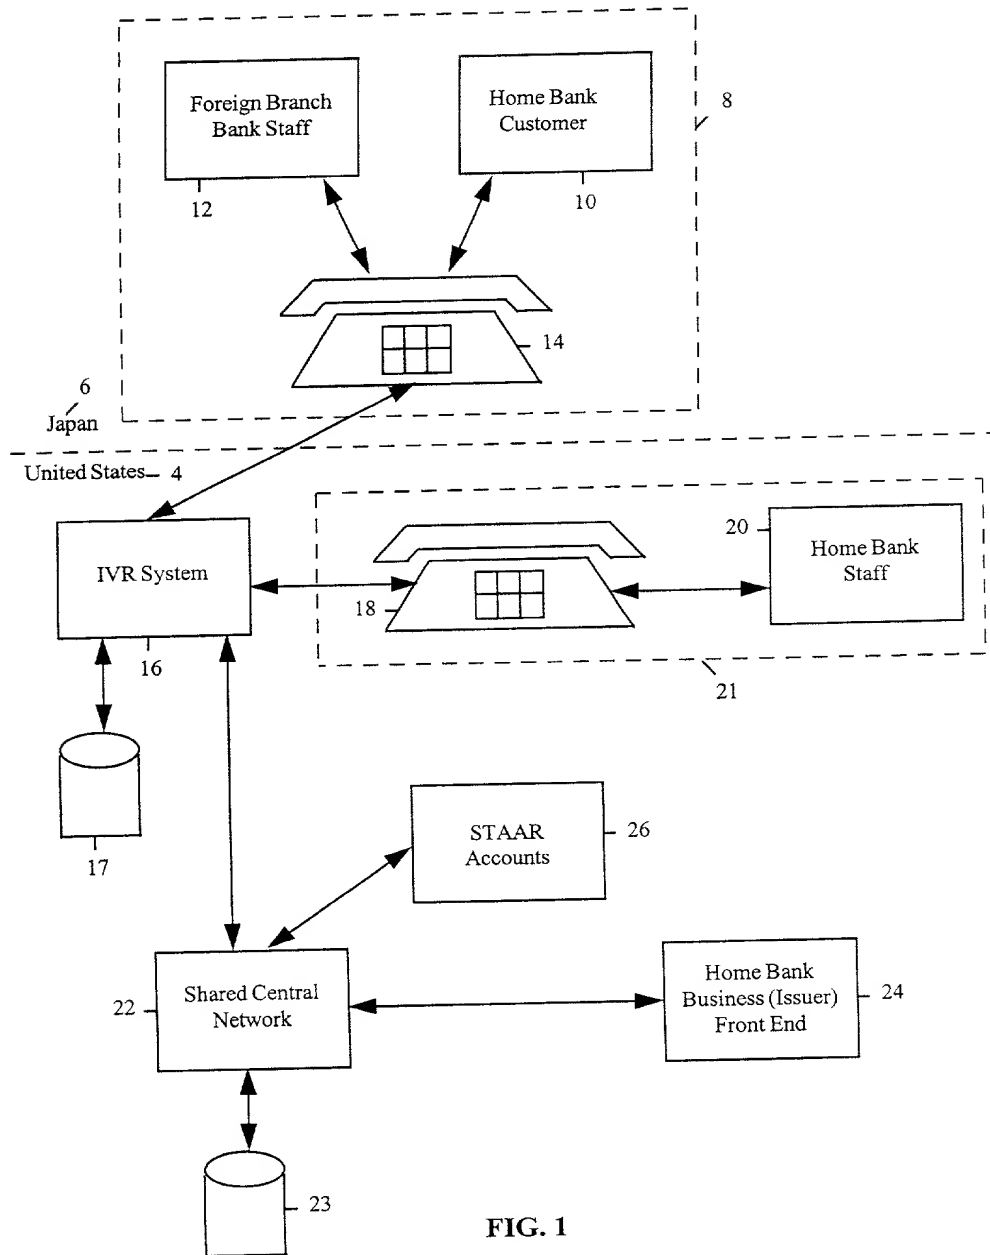 Foreign Branch
Bank Staff
Home Bank
Customer
8
12
10
14
6
Japan
United States
4
IVR System
20
Home Bank
Staff
18
16
21
17
STAAR
Accounts
26
22
Shared Central
Network
Home Bank
Business (Issuer)
Front End
24
23
FIG. 1